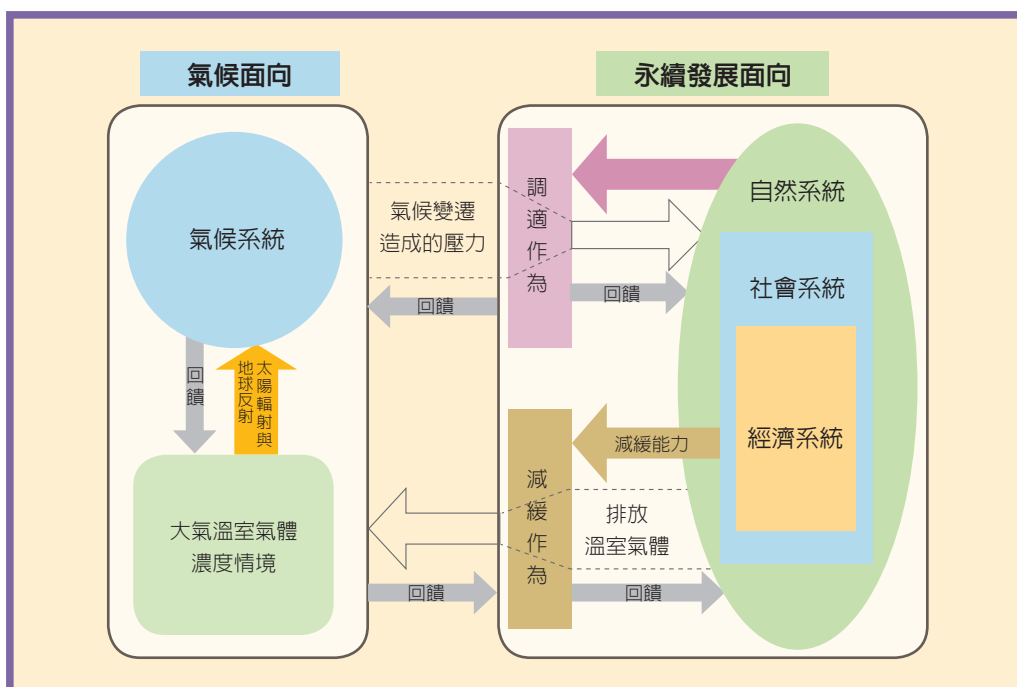 氣候面向
永續發展面向
氣候系統
氣候變遷
造成的壓力
調適作為
自然系統
社會系統
經濟系統
回饋
回饋
回饋
太陽輻射與
地球反射
減緩能力
減緩作為
大氣溫室氣體
濃度情境
排放
溫室氣體
回饋
回饋